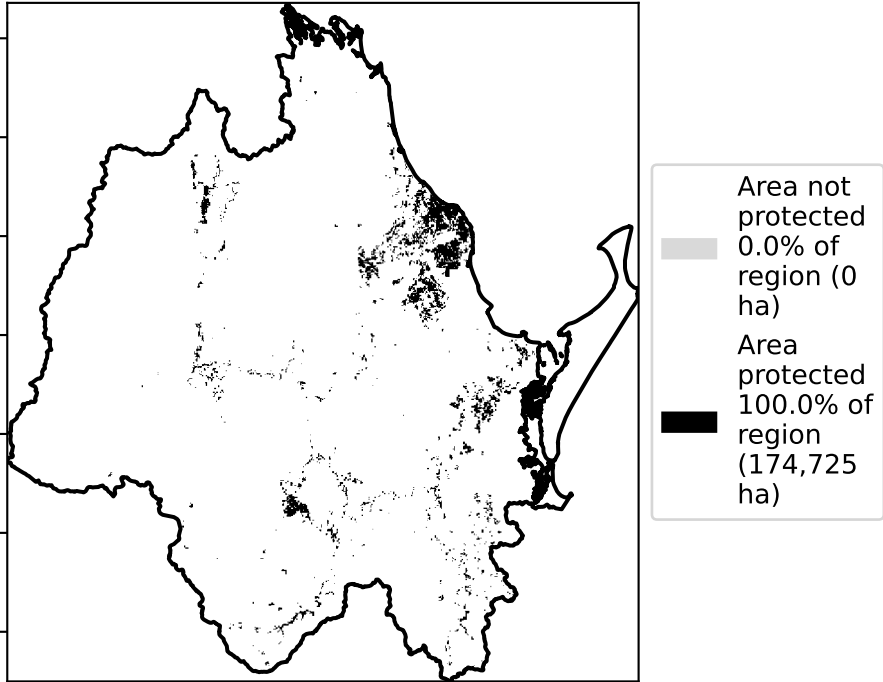 Area not
protected
0.0% of
region (0
ha)
Area
protected
100.0% of
region
(174,725
ha)